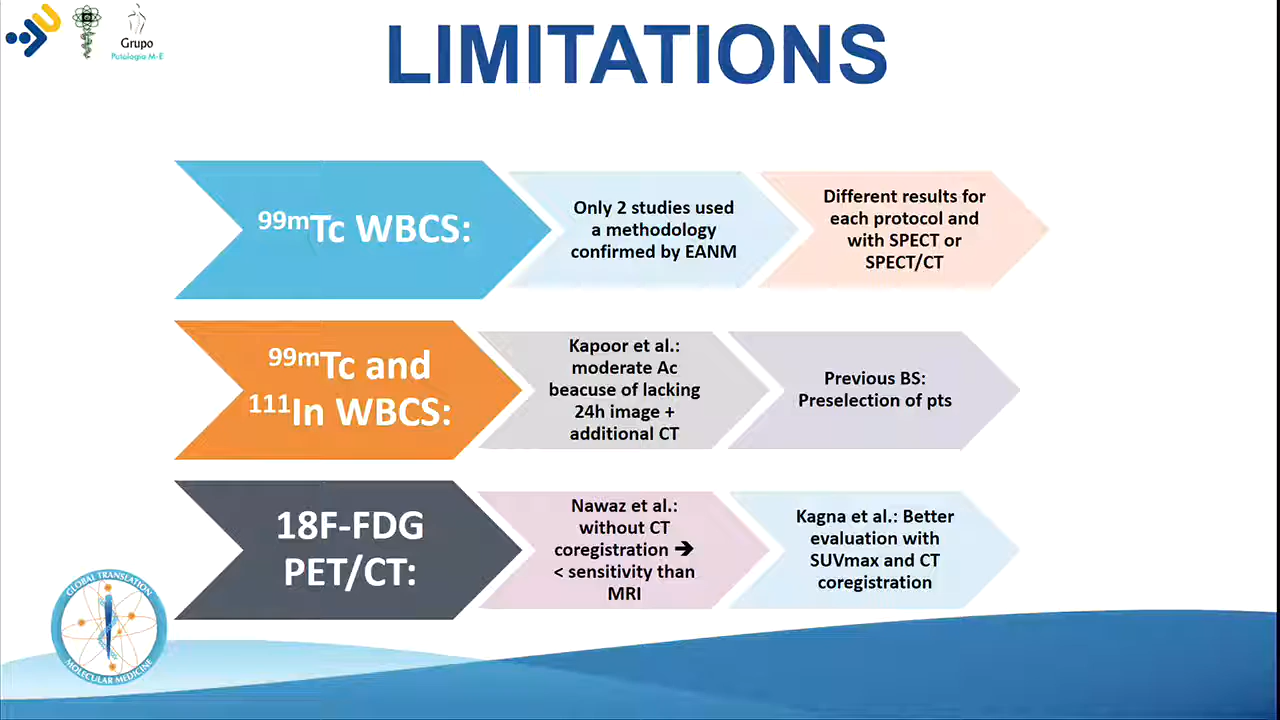 Grupo
Patología M-E
LIMITATIONS
99mTc WBCS:
Only 2 studies used
a methodology
confirmed by EANM
Different results for
each protocol and
with SPECT or
SPECT/CT
99mTc and
111In WBCS:
Kapoor et al.:
moderate Ac
beacuse of lacking
24h image +
additional CT
Previous BS:
Preselection of pts
18F-FDG
PET/CT:
Nawaz et al.:
without CT
coregistration ➔
< sensitivity than
MRI
Kagna et al.: Better
evaluation with
SUVmax and CT
coregistration
GLOBAL TRANSLATION
MOLECULAR MEDICINE